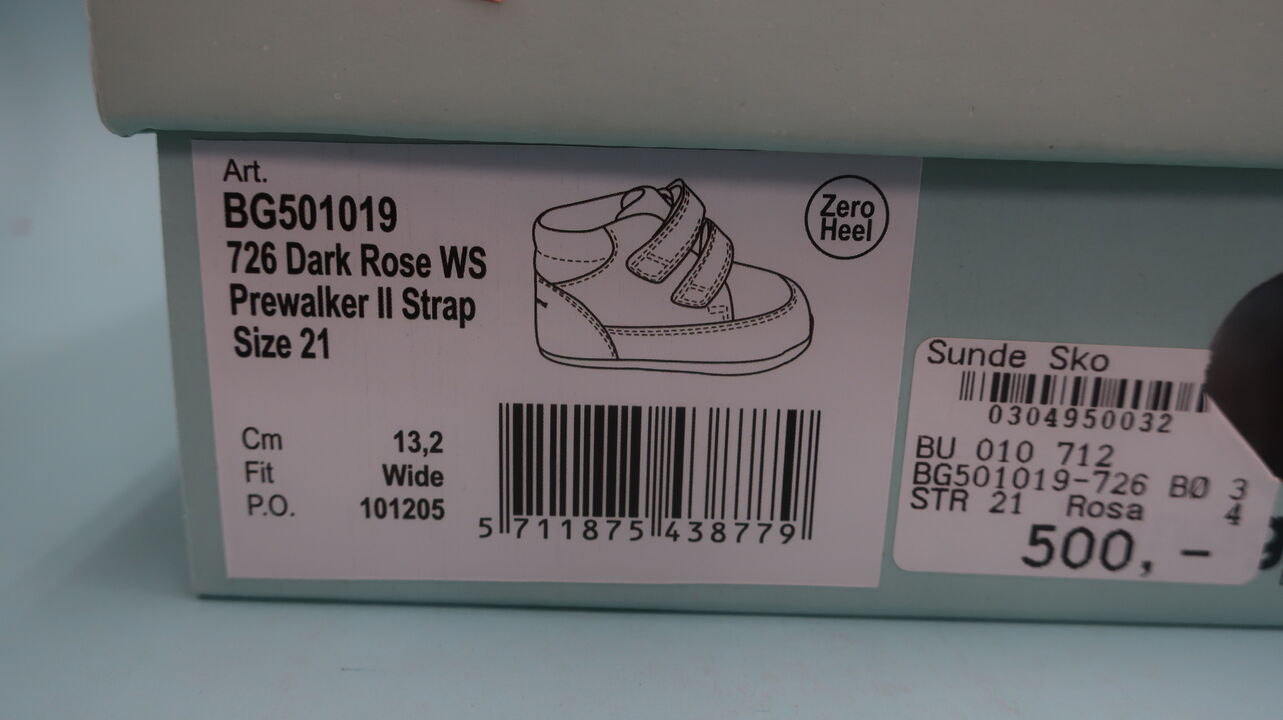 Art.
BG501019
726 Dark Rose WS
Prewalker II Strap
Size 21
Zero
Heel
Cm 13,2
Fit Wide
P.O. 101205
5 711875 438779
Sunde Sko
0304950032
BU 010 712
BG501019-726 BØ 3
STR 21 Rosa 4
500,-